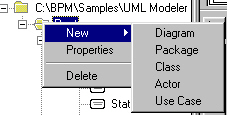 C:\BPM\Samples\UML Modeler
New
Properties
Delete
Diagram
Package
Class
Actor
Use Case
Stat